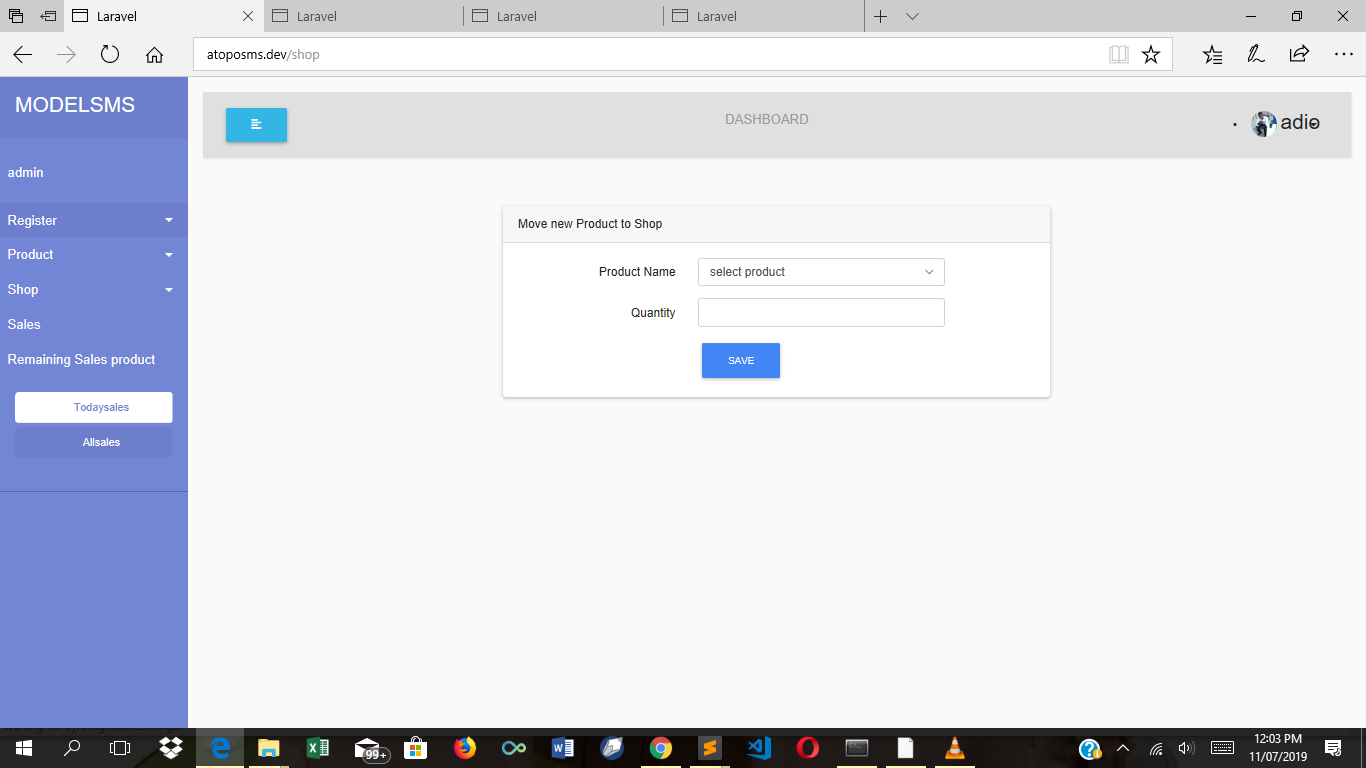 Laravel
Laravel
Laravel
Laravel
atoposms.dev/shop
MODELSMS
DASHBOARD
adio
admin
Register
Product
Shop
Sales
Remaining Sales product
Todaysales
Allsales
Move new Product to Shop
Product Name
select product
Quantity
SAVE
99+
12:03 PM
11/07/2019